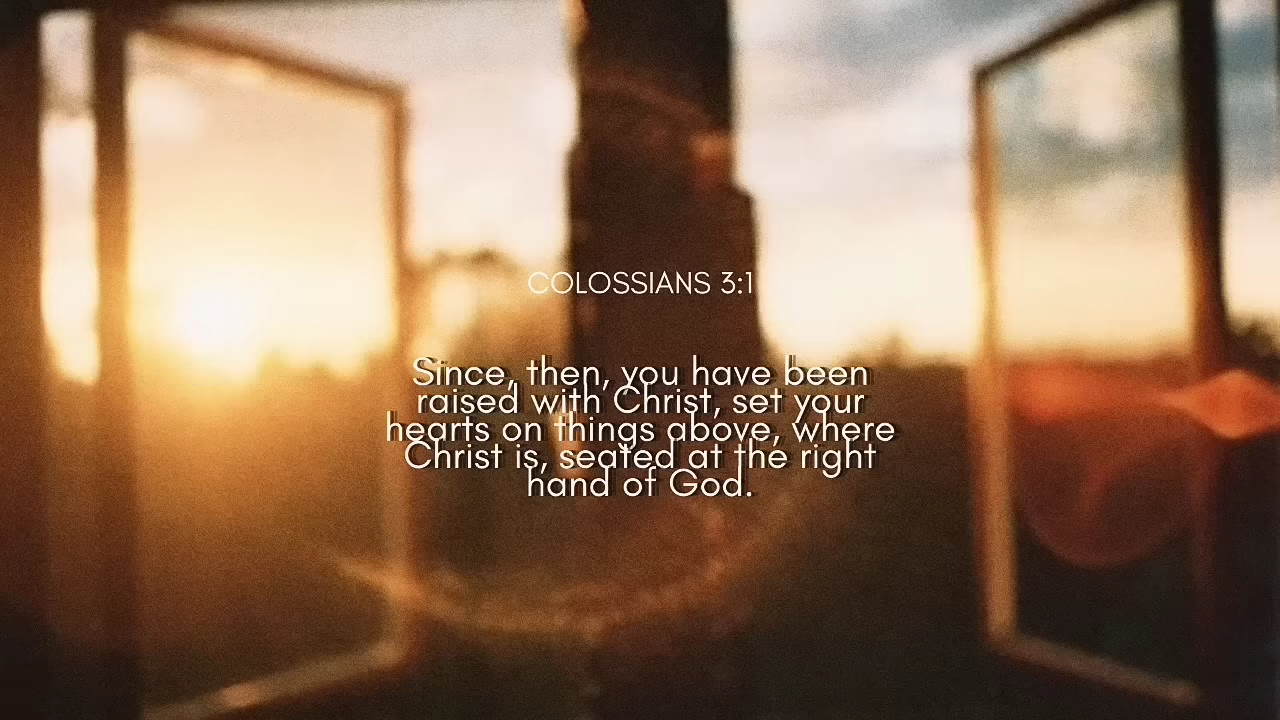 COLOSSIANS 3:1
Since, then, you have been
raised with Christ, set your
hearts on things above, where
Christ is, seated at the right
hand of God.